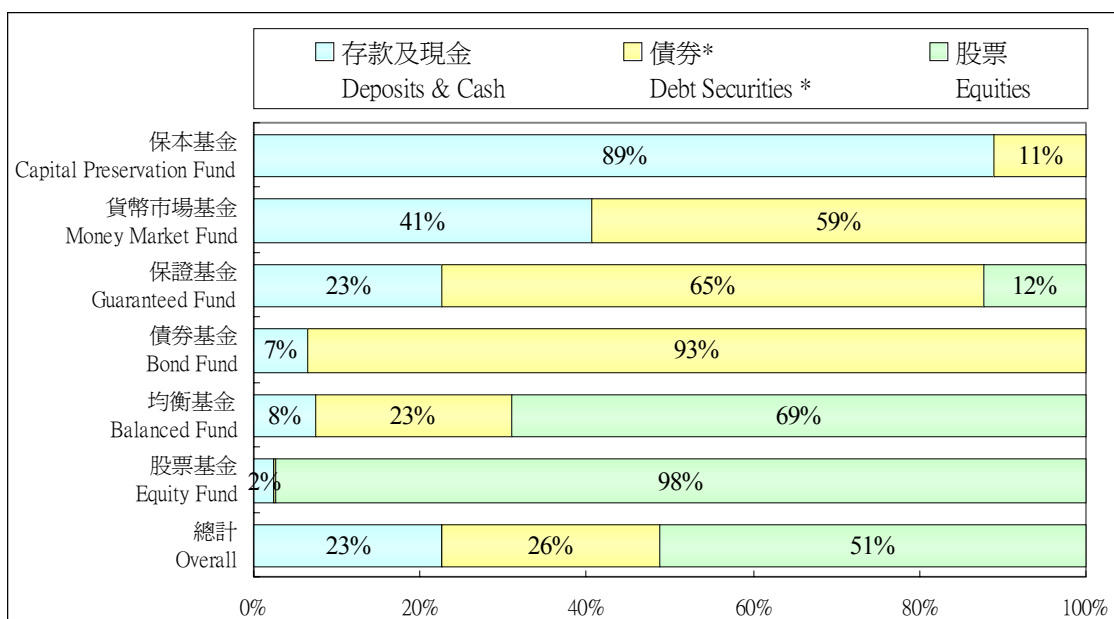 存款及現金
Deposits & Cash
債券*
Debt Securities *
股票
Equities
保本基金
Capital Preservation Fund
89% 11%
貨幣市場基金
Money Market Fund
41% 59%
保證基金
Guaranteed Fund
23% 65% 12%
債券基金
Bond Fund
7% 93%
均衡基金
Balanced Fund
8% 23% 69%
股票基金
Equity Fund
2% 98%
總計
Overall
23% 26% 51%
0% 20% 40% 60% 80% 100%